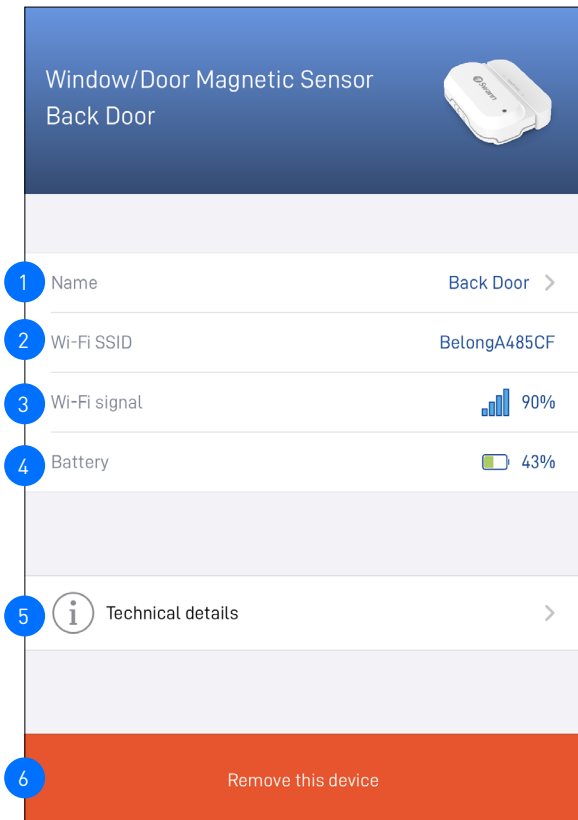 Window/Door Magnetic Sensor
Back Door
Swann
1 Name Back Door
2 Wi-Fi SSID BelongA485CF
3 Wi-Fi signal 90%
4 Battery 43%
5 i Technical details
6 Remove this device